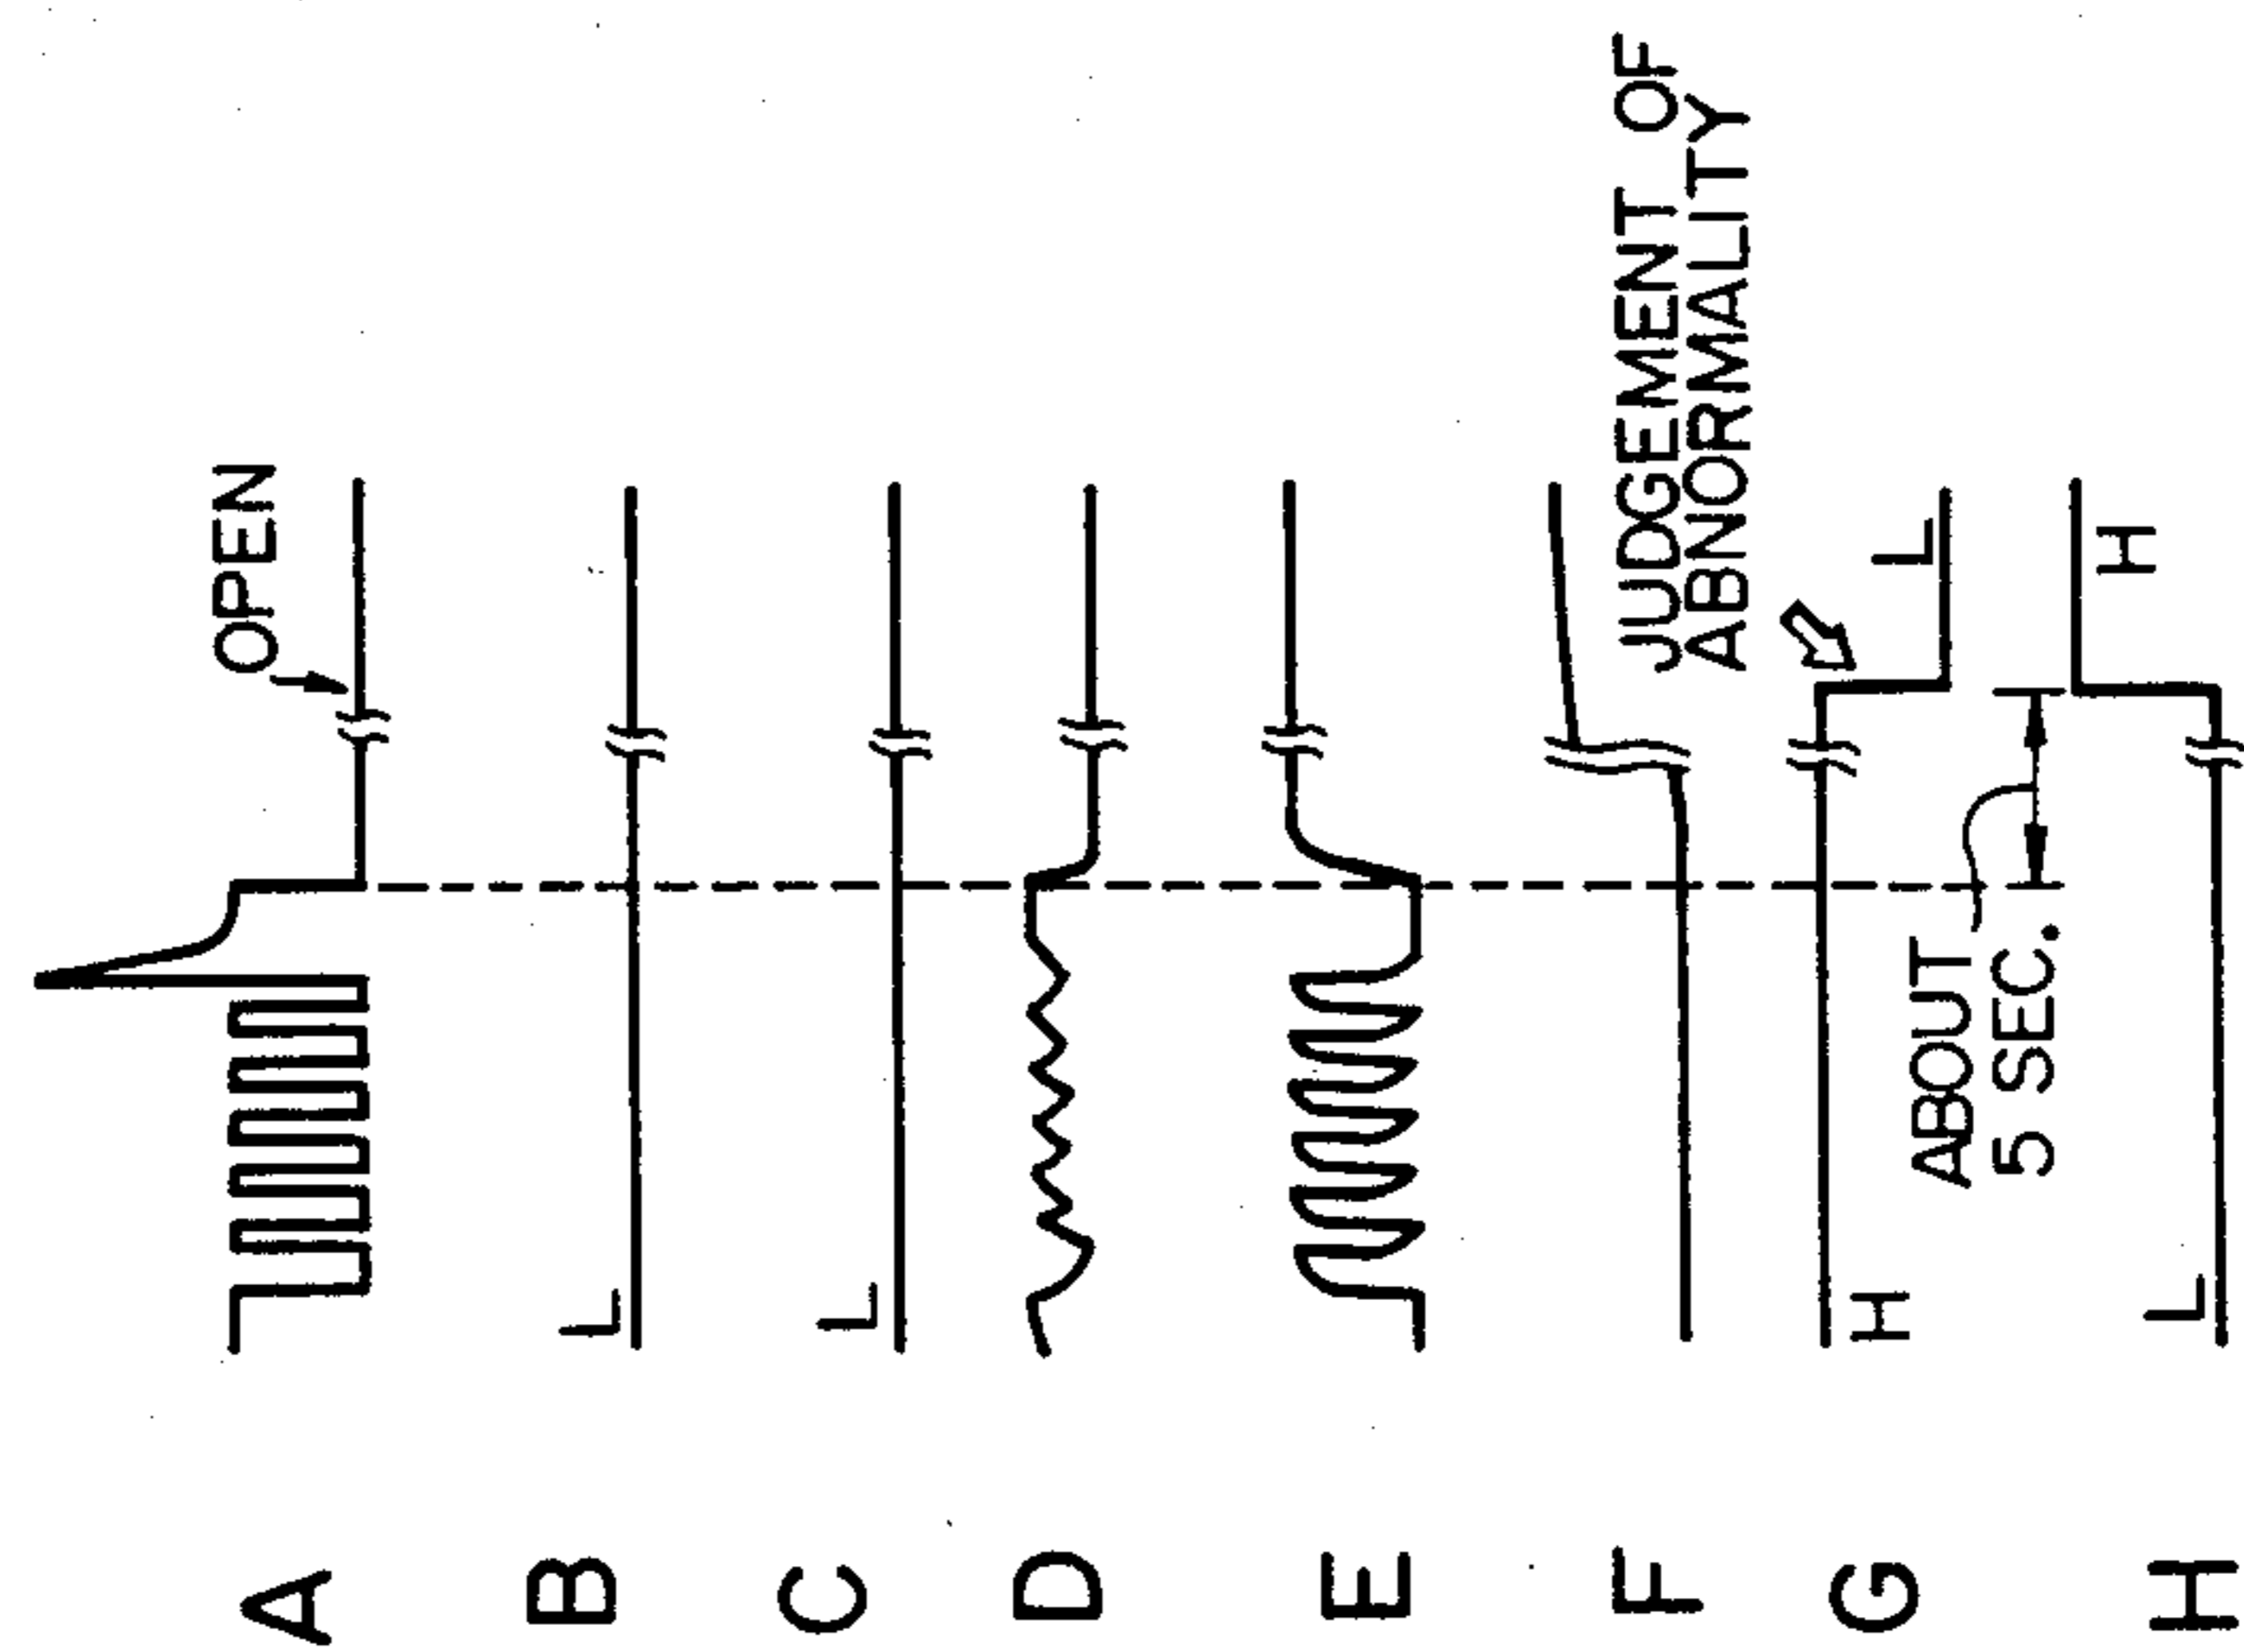 A
OPEN
B
L
C
L
D
E
F
JUDGEMENT OF
ABNORMALITY
G
H
L
ABOUT
5 SEC.
H
L
H